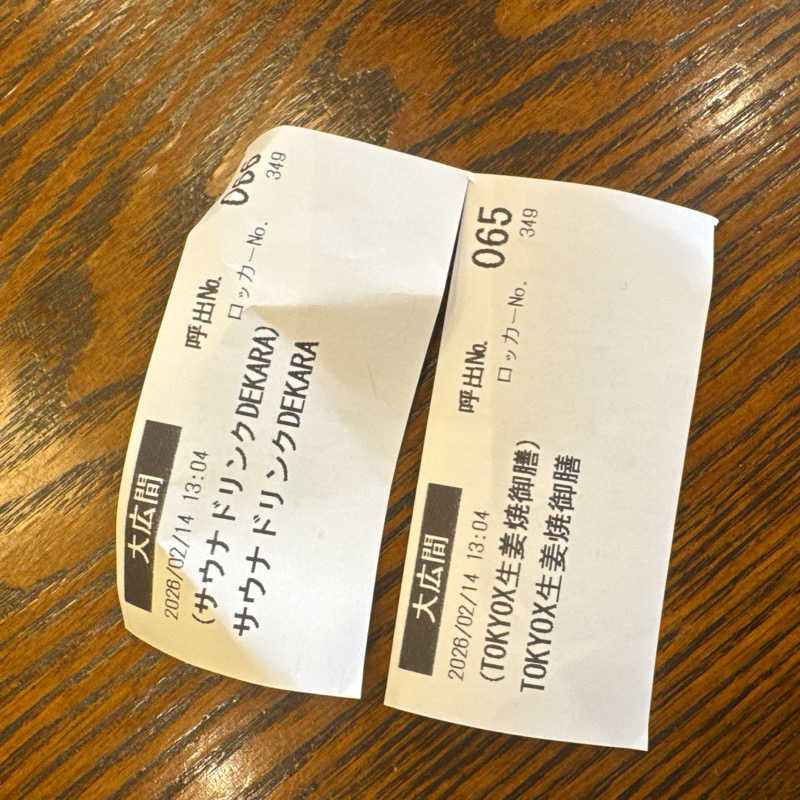 大広間
2026/02/14 13:04
呼出No. 066
ロッカーNo. 349
(サウナドリンクDEKARA)
サウナドリンクDEKARA
大広間
2026/02/14 13:04
呼出No. 065
ロッカーNo. 349
(TOKYOX生姜焼御膳)
TOKYOX生姜焼御膳